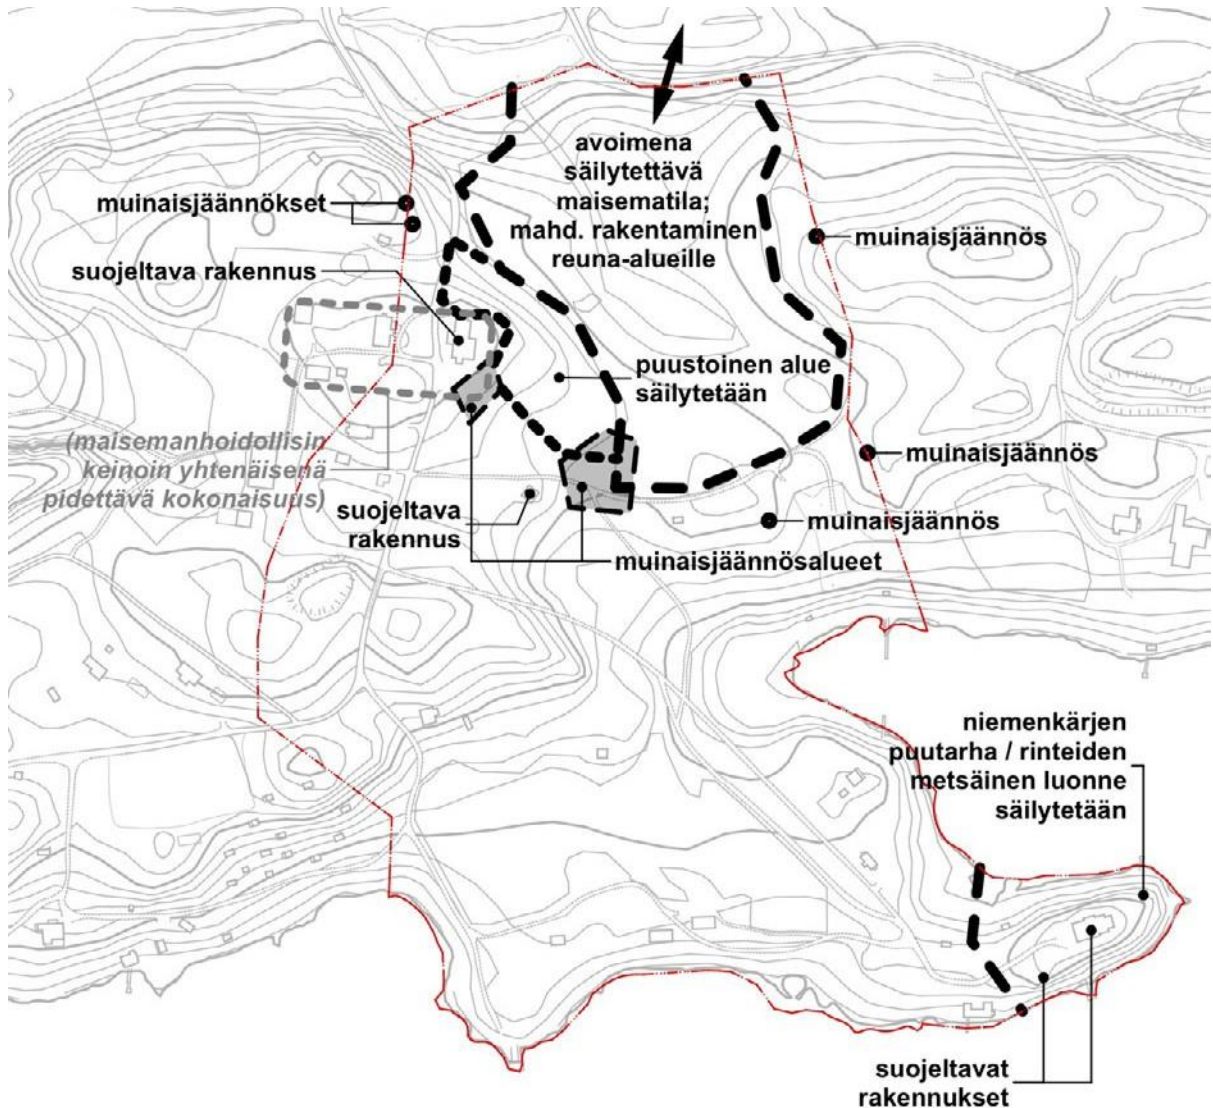 avoimena
säilytettävä
maisematila;
mahd. rakentaminen
reuna-alueille
muinaisjäännökset
muinaisjäännös
suojeltava rakennus
puustoinen alue
säilytetään
(maisemanhoidollisin
keinoin yhtenäisenä
pidettävä kokonaisuus)
muinaisjäännös
suojeltava
rakennus
muinaisjäännös
muinaisjäännösalueet
niemenkärjen
puutarha / rinteiden
metsäinen luonne
säilytetään
suojeltavat
rakennukset